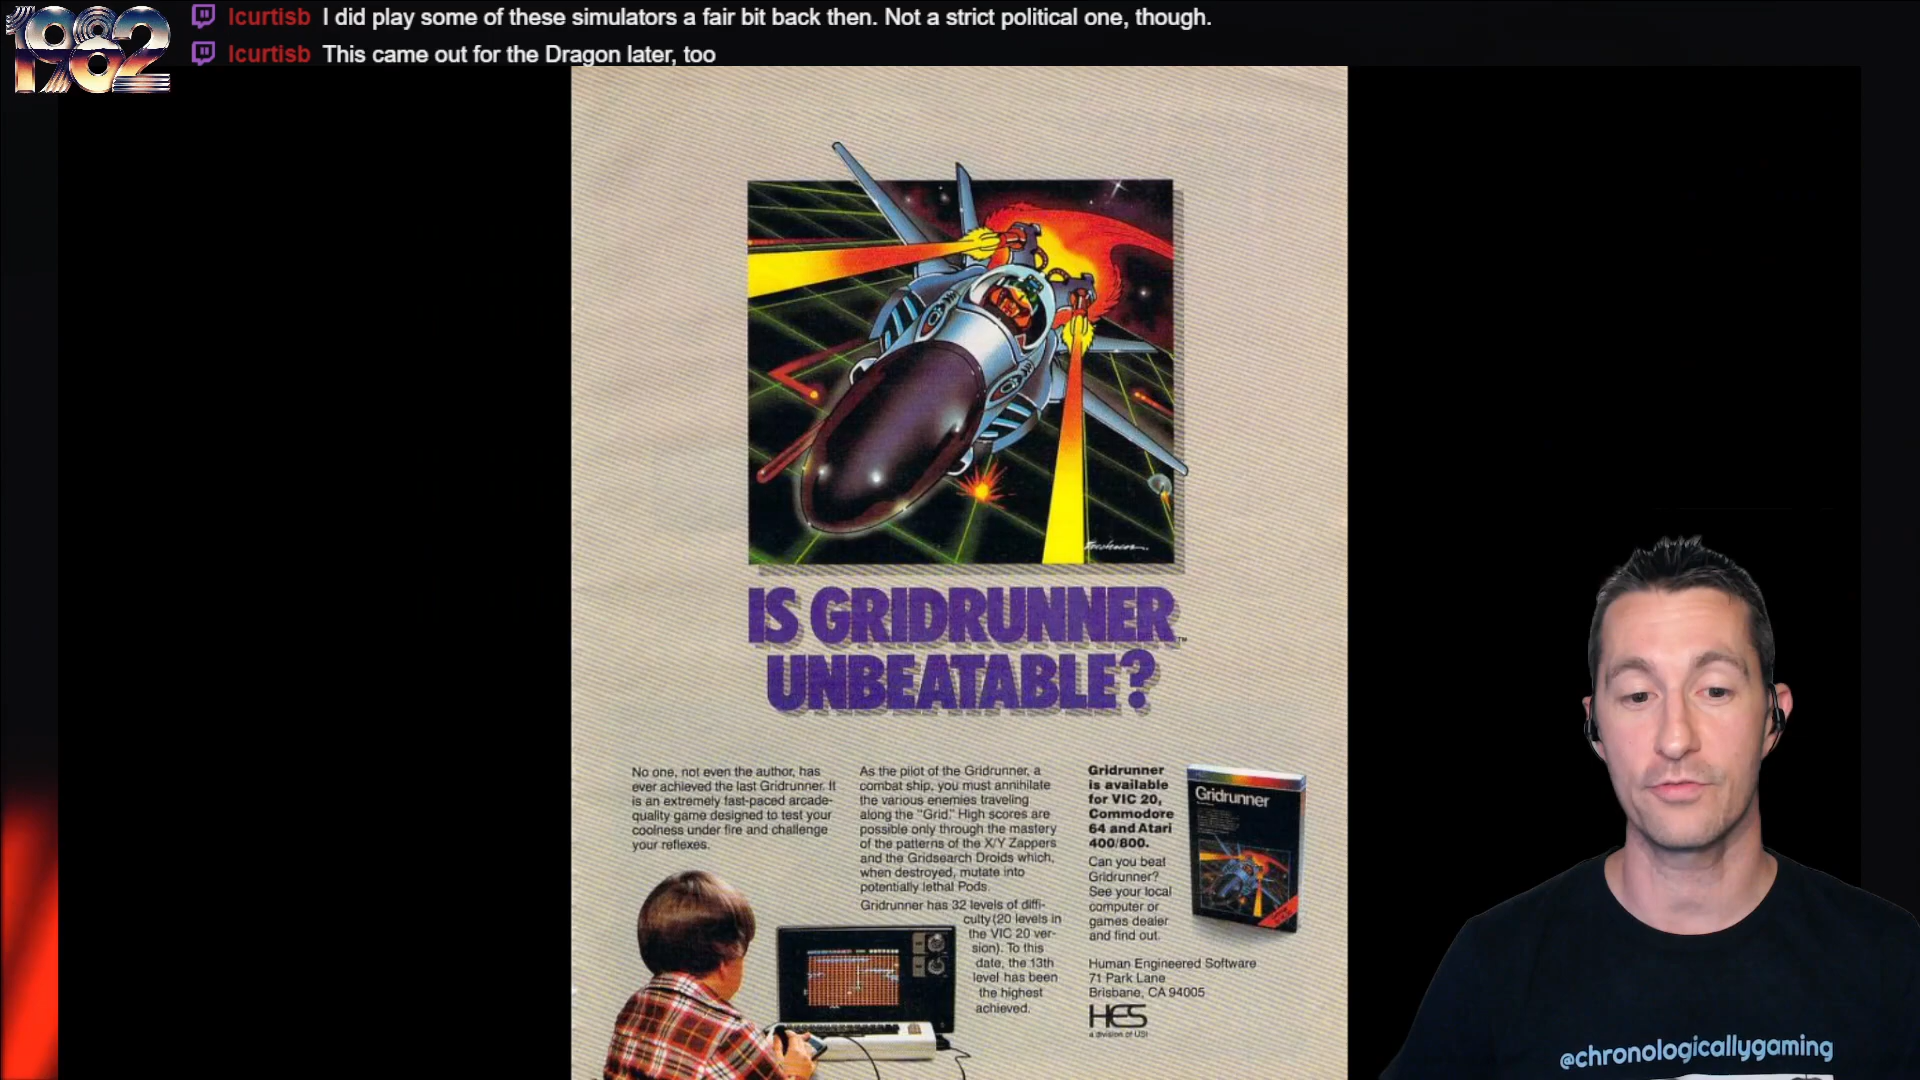 1982
lcurtisb I did play some of these simulators a fair bit back then. Not a strict political one, though.
lcurtisb This came out for the Dragon later, too
IS GRIDRUNNER™
UNBEATABLE?
No one, not even the author, has
ever achieved the last Gridrunner. It
is an extremely fast-paced arcade-
quality game designed to test your
coolness under fire and challenge
your reflexes.
As the pilot of the Gridrunner, a
combat ship, you must annihilate
the various enemies traveling
along the "Grid." High scores are
possible only through the mastery
of the patterns of the X/Y Zappers
and the Gridsearch Droids which,
when destroyed, mutate into
potentially lethal Pods.
Gridrunner has 32 levels of diffi-
culty (20 levels in
the VIC 20 ver-
sion). To this
date, the 13th
level has been
the highest
achieved.
Gridrunner
is available
for VIC 20,
Commodore
64 and Atari
400/800.
Can you beat
Gridrunner?
See your local
computer or
games dealer
and find out.
Gridrunner
Human Engineered Software
71 Park Lane
Brisbane, CA 94005
HES
a division of USI
@chronologicallygaming